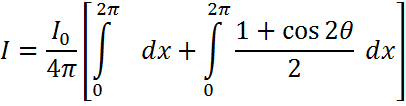 I = \frac{I_0}{4\pi} \left[ \int_0^{2\pi} dx + \int_0^{2\pi} \frac{1 + \cos 2\theta}{2} \, dx \right]